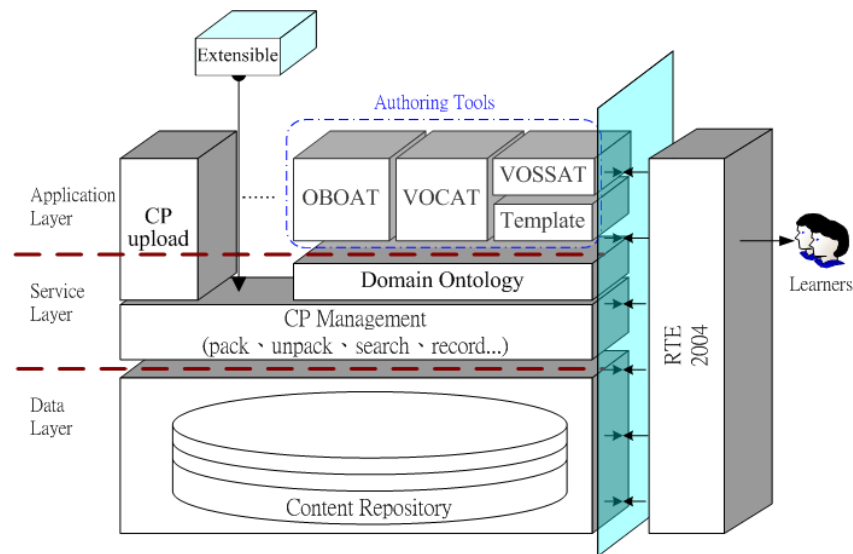 Extensible
Authoring Tools
Application
Layer
CP
upload
OBOAT
VOCAT
VOSSAT
Template
Domain Ontology
Service
Layer
CP Management
(pack、unpack、search、record...)
Data
Layer
Content Repository
RTE
2004
Learners